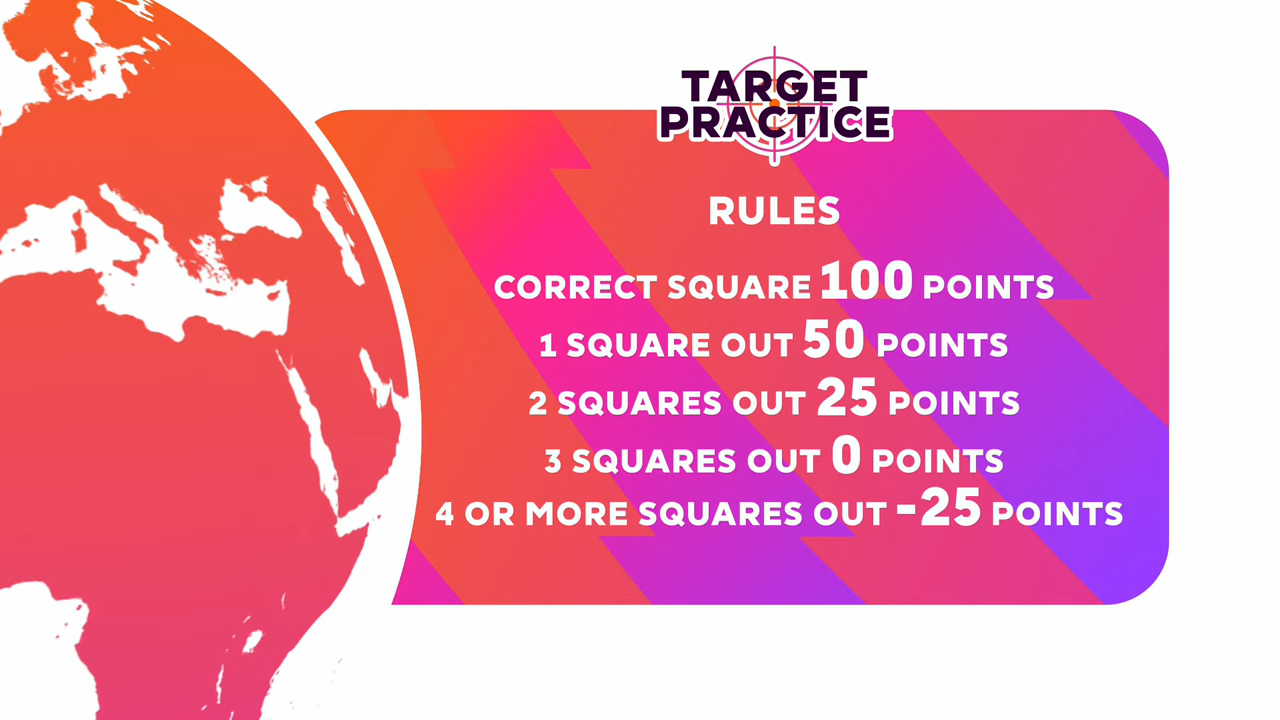 TARGET
PRACTICE
RULES
CORRECT SQUARE 100 POINTS
1 SQUARE OUT 50 POINTS
2 SQUARES OUT 25 POINTS
3 SQUARES OUT 0 POINTS
4 OR MORE SQUARES OUT -25 POINTS